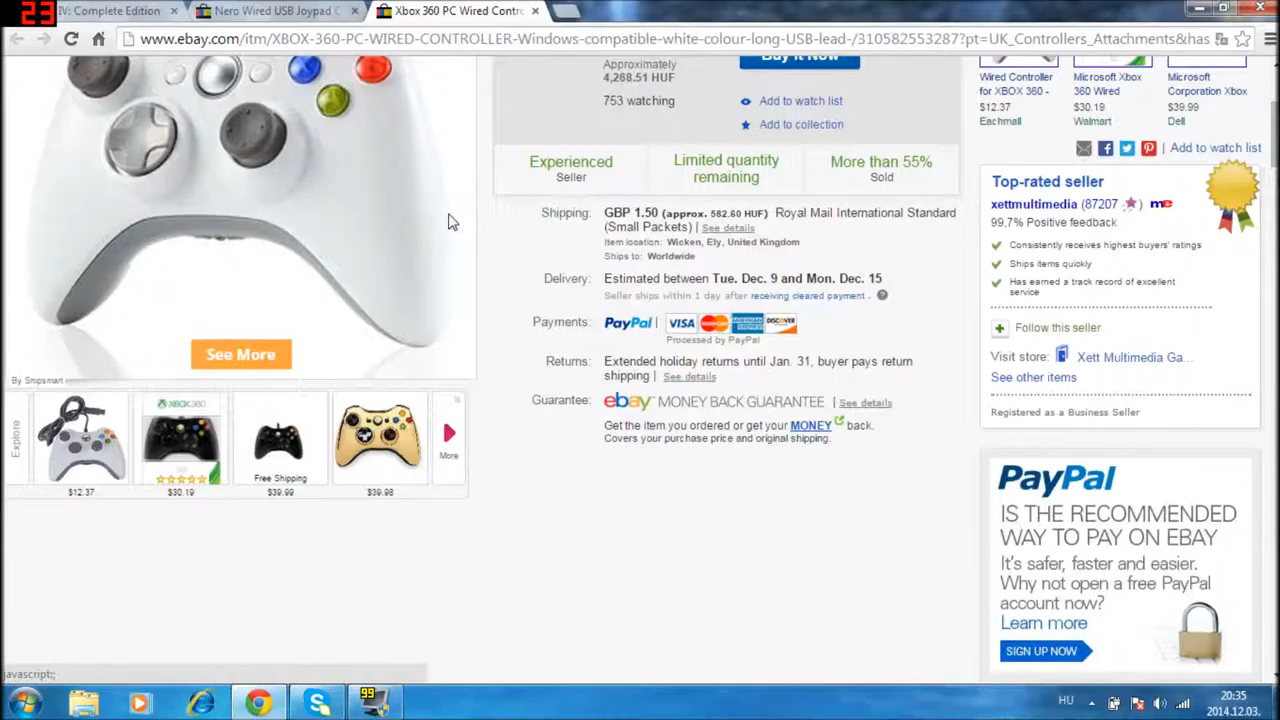 23
IV: Complete Edition
Nero Wired USB Joypad C
Xbox 360 PC Wired Contro
www.ebay.com/itm/XBOX-360-PC-WIRED-CONTROLLER-Windows-compatible-white-colour-long-USB-lead-/310582553287?pt=UK_Controllers_Attachments&has
Approximately
4,268.51 HUF
Buy It Now
753 watching
Add to watch list
Add to collection
Experienced
Seller
Limited quantity
remaining
More than 55%
Sold
Shipping: GBP 1.50 (approx. 582.60 HUF) Royal Mail International Standard
(Small Packets) | See details
Item location: Wicken, Ely, United Kingdom
Ships to: Worldwide
Delivery: Estimated between Tue. Dec. 9 and Mon. Dec. 15
Seller ships within 1 day after receiving cleared payment . ?
Payments: PayPal | VISA MasterCard AMERICAN EXPRESS DISCOVER
Processed by PayPal
Returns: Extended holiday returns until Jan. 31, buyer pays return
shipping | See details
Guarantee: ebay MONEY BACK GUARANTEE | See details
Get the item you ordered or get your MONEY back.
Covers your purchase price and original shipping.
See More
By Shipsmart
Explore
XBOX 360
Free Shipping
More
$12.37
$30.19
$39.99
$39.98
Wired Controller
for XBOX 360 -
$12.37
Eachmall
Microsoft Xbox
360 Wired
$30.19
Walmart
Microsoft
Corporation Xbox
$39.99
Dell
| Add to watch list
Top-rated seller
xettmultimedia (87207 ) me
99,7% Positive feedback
Consistently receives highest buyers' ratings
Ships items quickly
Has earned a track record of excellent
service
Follow this seller
Visit store: Xett Multimedia Ga...
See other items
Registered as a Business Seller
PayPal
IS THE RECOMMENDED
WAY TO PAY ON EBAY
It's safer, faster and easier.
Why not open a free PayPal
account now?
Learn more
SIGN UP NOW
javascript:;
99
HU
20:35
2014.12.03.